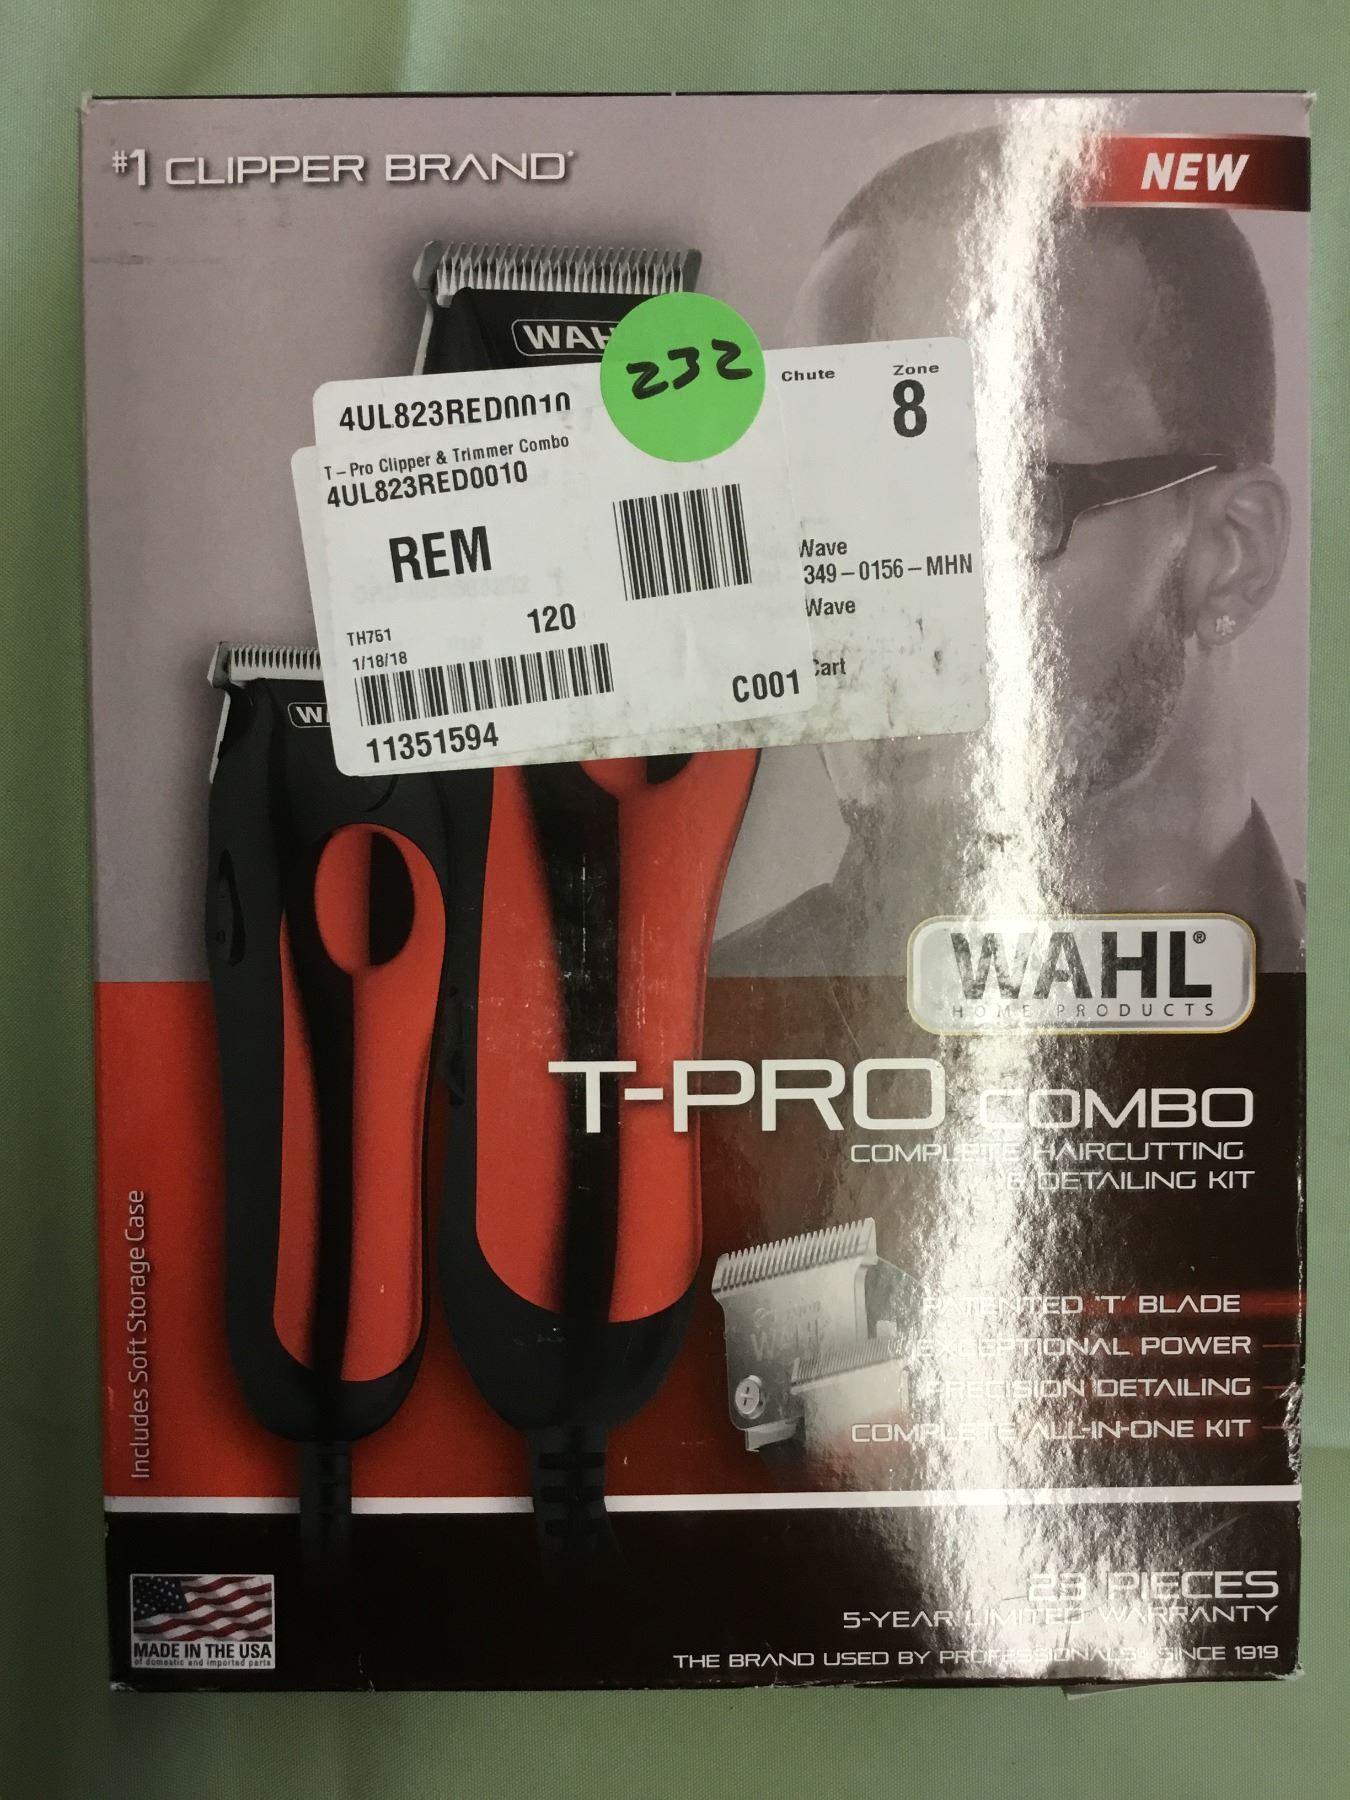 #1 CLIPPER BRAND*
NEW
WAH
232
4UL823RED0010
Chute
Zone
8
T-Pro Clipper & Trimmer Combo
4UL823RED0010
REM
Wave
349-0156-MHN
Wave
TH751
120
1/18/18
Cart
C001
11351594
W
WAHL®
HOME PRODUCTS
T-PRO COMBO
COMPLETE HAIRCUTTING
& DETAILING KIT
Includes Soft Storage Case
PATENTED 'T' BLADE
EXCEPTIONAL POWER
PRECISION DETAILING
COMPLETE ALL-IN-ONE KIT
23 PIECES
5-YEAR LIMITED WARRANTY
THE BRAND USED BY PROFESSIONALS® SINCE 1919
MADE IN THE USA
of domestic and imported parts